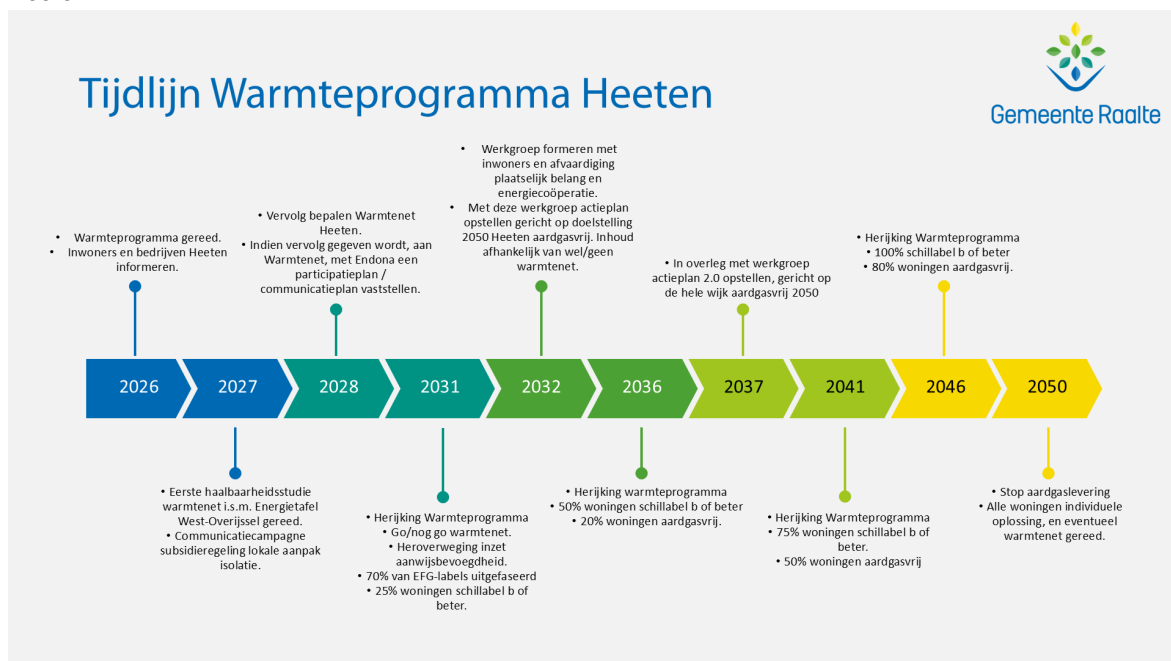 Tijdlijn Warmteprogramma Heeten
Gemeente Raalte
• Warmteprogramma gereed.
• Inwoners en bedrijven Heeten
informeren.
• Vervolg bepalen Warmtenet
Heeten.
• Indien vervolg gegeven wordt, aan
Warmtenet, met Endona een
participatieplan /
communicatieplan vaststellen.
• Werkgroep formeren met
inwoners en afvaardiging
plaatselijk belang en
energiecoöperatie.
• Met deze werkgroep actieplan
opstellen gericht op doelstelling
2050 Heeten aardgasvrij. Inhoud
afhankelijk van wel/geen
warmtenet.
• In overleg met werkgroep
actieplan 2.0 opstellen, gericht op
de hele wijk aardgasvrij 2050
• Herijking Warmteprogramma
• 100% schillabel b of beter
• 80% woningen aardgasvrij.
2026 2027 2028 2031 2032 2036 2037 2041 2046 2050
• Eerste haalbaarheidsstudie
warmtenet i.s.m. Energietafel
West-Overijssel gereed.
• Communicatiecampagne
subsidieregeling lokale aanpak
isolatie.
• Herijking Warmteprogramma
• Go/nog go warmtenet.
• Heroverweging inzet
aanwijsbevoegdheid.
• 70% van EFG-labels uitgefaseerd
• 25% woningen schillabel b of
beter.
• Herijking warmteprogramma
• 50% woningen schillabel b of beter
• 20% woningen aardgasvrij.
• Herijking Warmteprogramma
• 75% woningen schillabel b of
beter.
• 50% woningen aardgasvrij
• Stop aardgaslevering
• Alle woningen individuele
oplossing, en eventueel
warmtenet gereed.